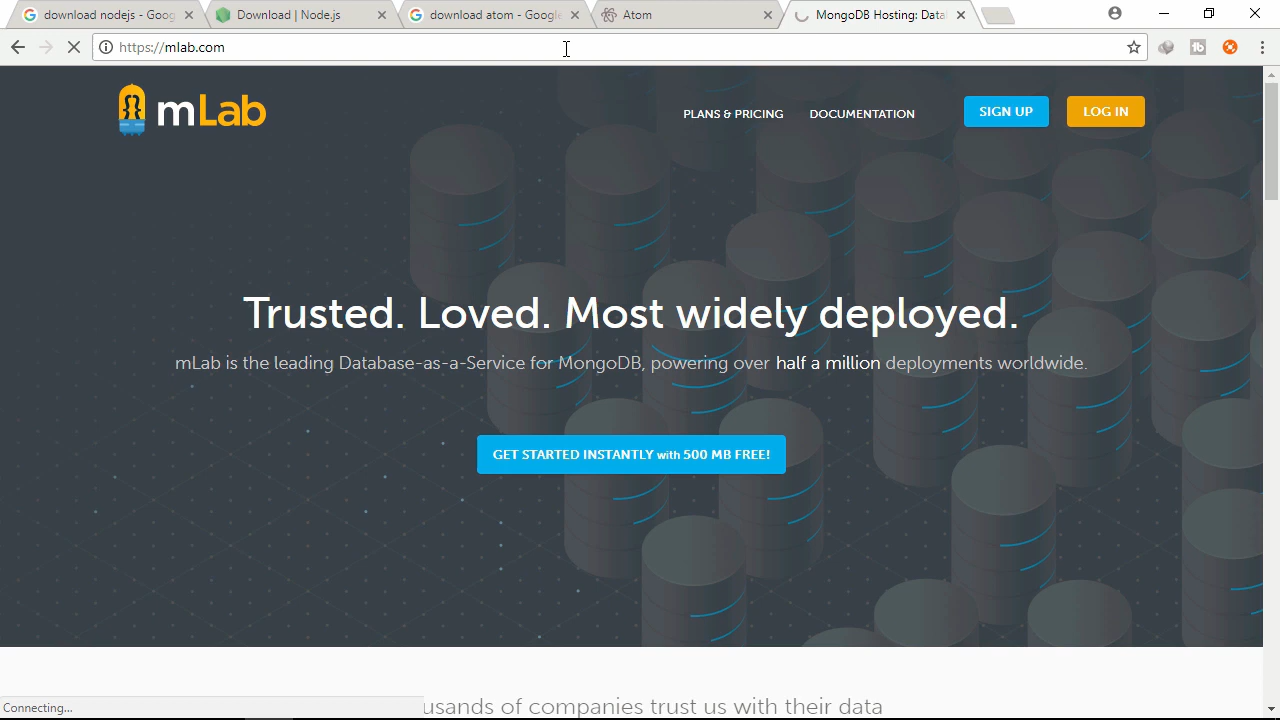 download nodejs - Goog
Download | Node.js
download atom - Google
Atom
MongoDB Hosting: Data
https://mlab.com
mLab
PLANS & PRICING
DOCUMENTATION
SIGN UP
LOG IN
Trusted. Loved. Most widely deployed.
mLab is the leading Database-as-a-Service for MongoDB, powering over half a million deployments worldwide.
GET STARTED INSTANTLY with 500 MB FREE!
usands of companies trust us with their data
Connecting...